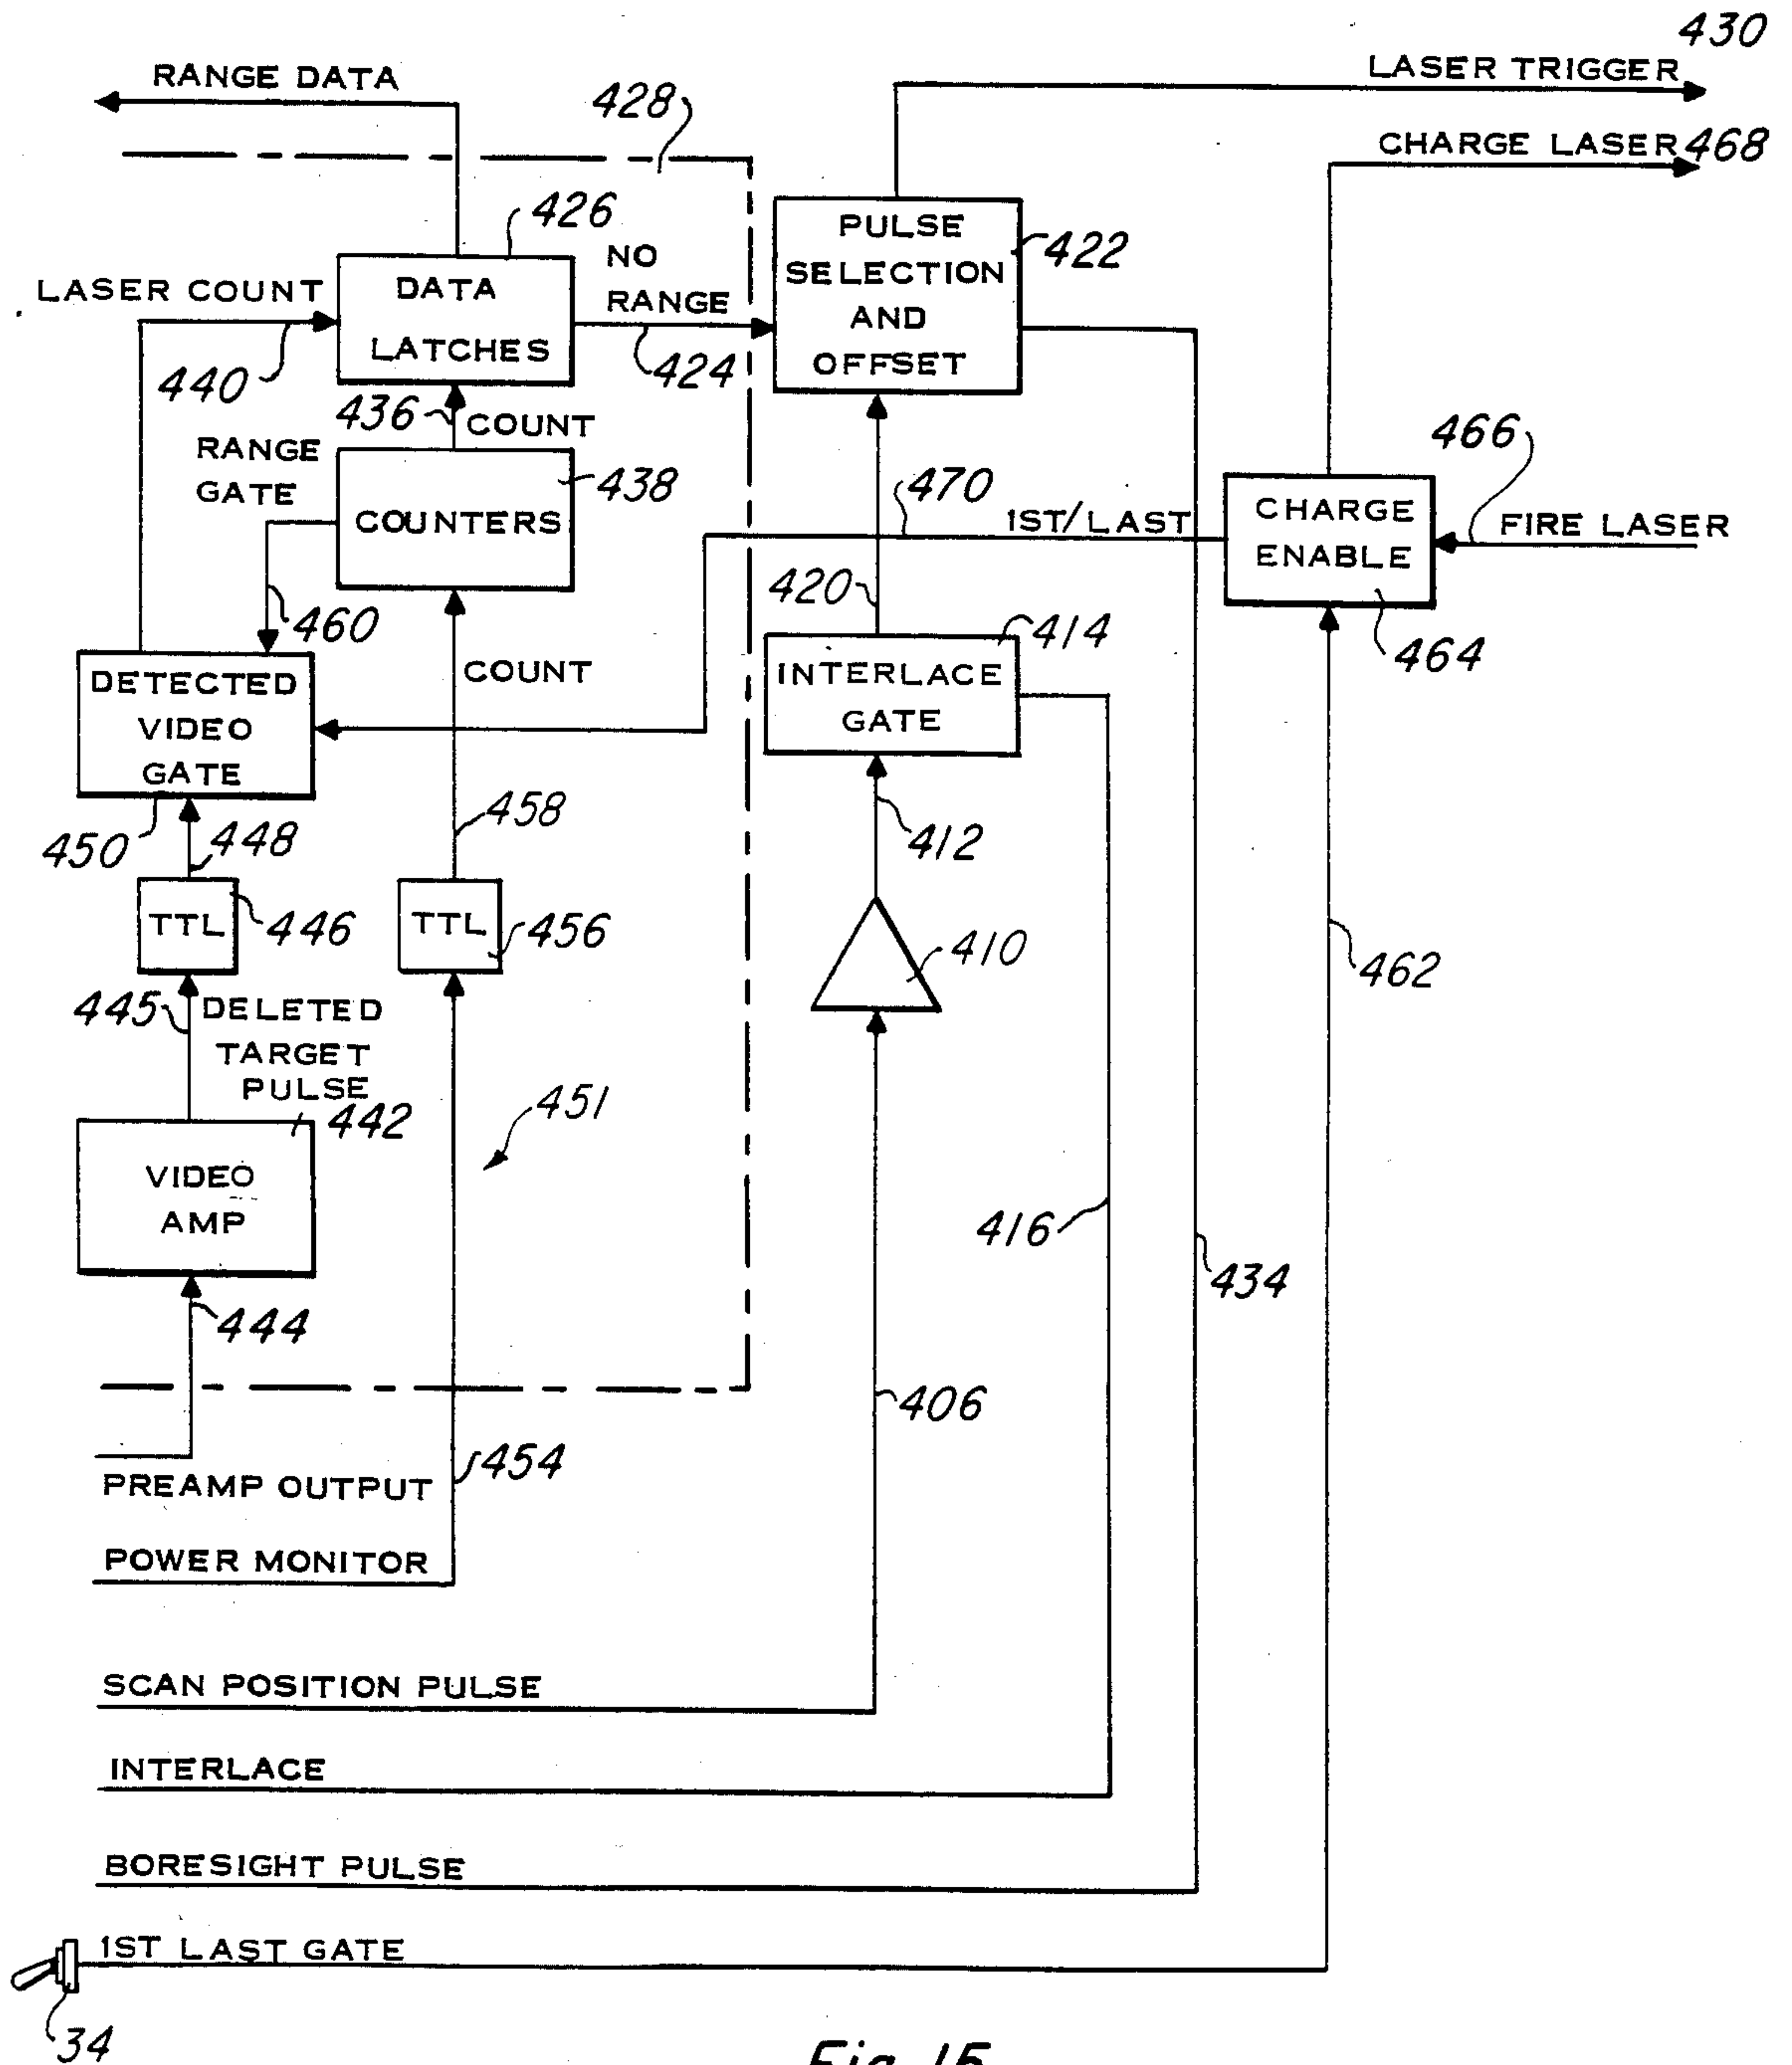 430
RANGE DATA
LASER TRIGGER
428
CHARGE LASER 468
426
PULSE
SELECTION
AND
OFFSET
422
NO
RANGE
LASER COUNT
DATA
LATCHES
440
424
436
COUNT
RANGE
GATE
438
COUNTERS
466
470
1ST/LAST
CHARGE
ENABLE
FIRE LASER
420
460
414
464
COUNT
INTERLACE
GATE
DETECTED
VIDEO
GATE
458
412
450
448
TTL
446
TTL
456
410
462
445
DELETED
TARGET
PULSE
442
451
VIDEO
AMP
416
434
444
406
454
PREAMP OUTPUT
POWER MONITOR
SCAN POSITION PULSE
INTERLACE
BORESIGHT PULSE
1ST LAST GATE
34
Fig. 15